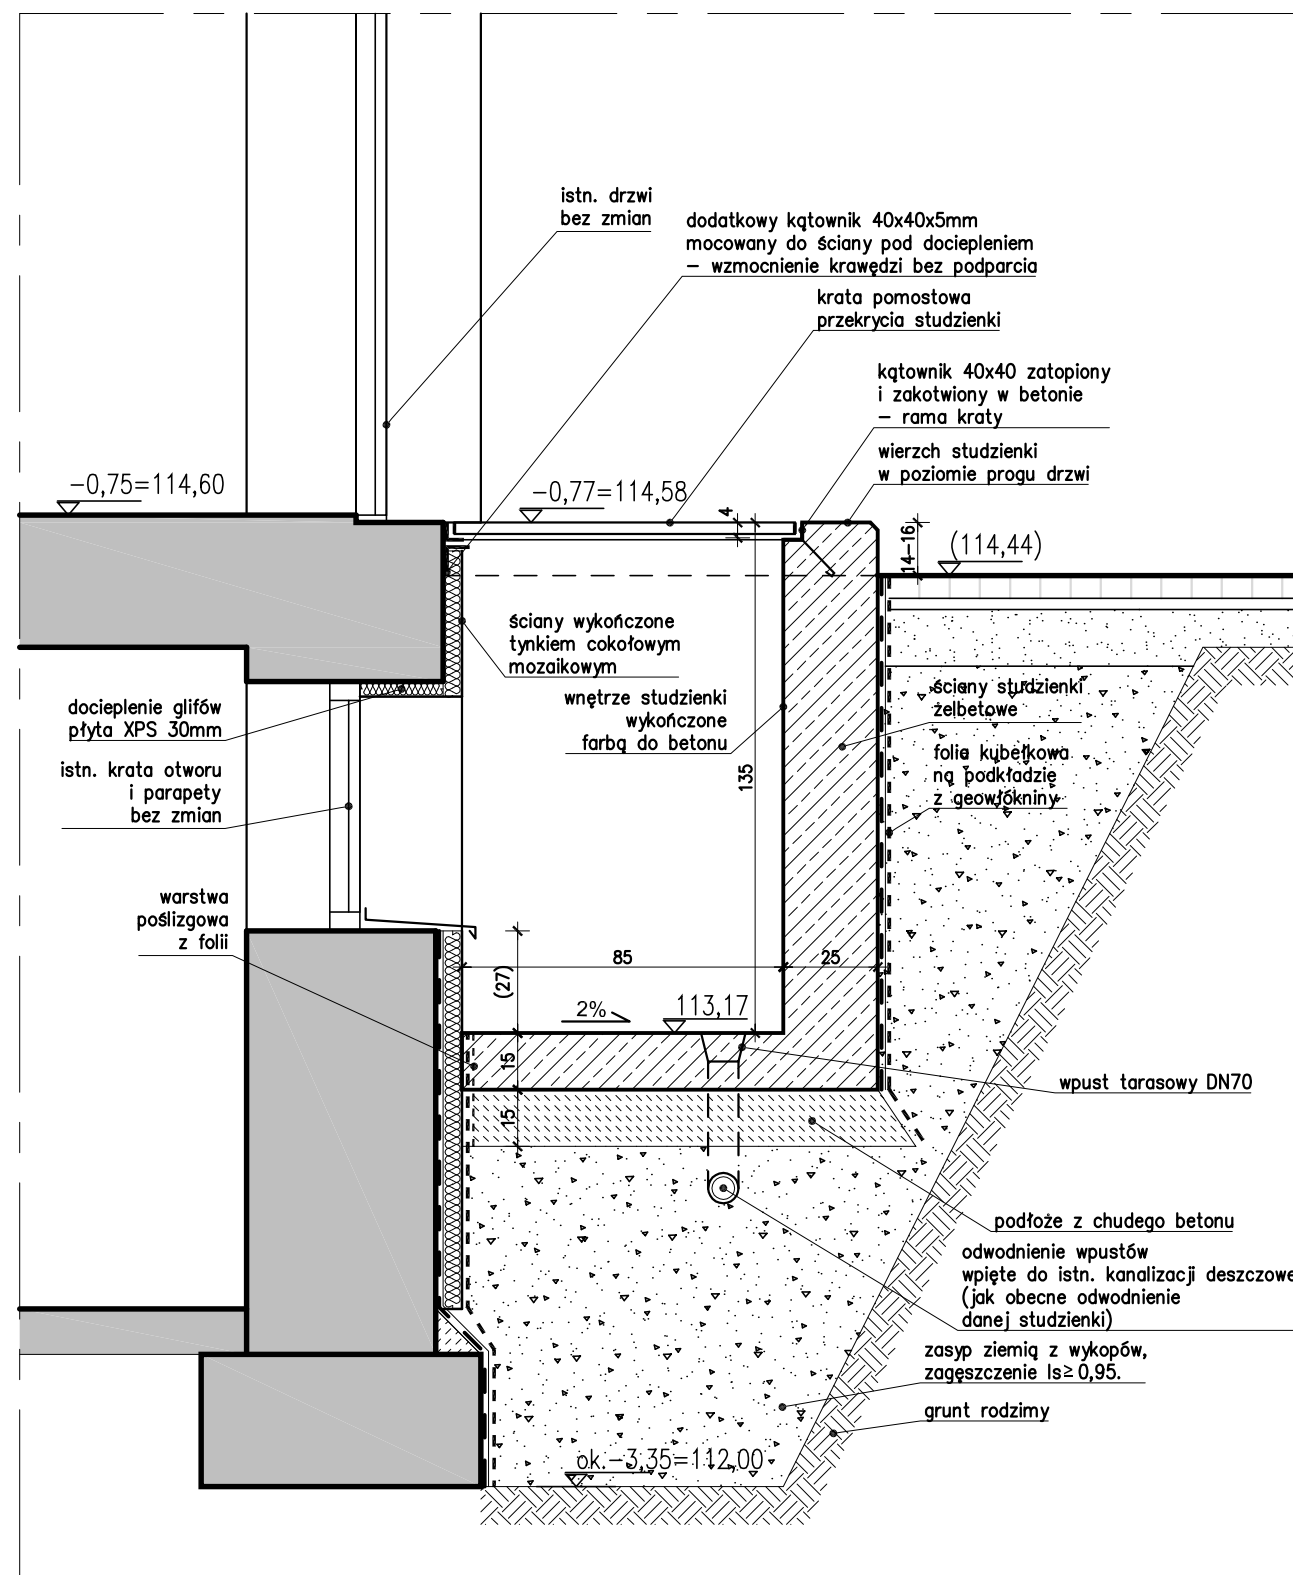 istn. drzwi
bez zmian
dodatkowy kątownik 40x40x5mm
mocowany do ściany pod dociepleniem
– wzmocnienie krawędzi bez podparcia
krata pomostowa
przekrycia studzienki
kątownik 40x40 zatopiony
i zakotwiony w betonie
– rama kraty
wierzch studzienki
w poziomie progu drzwi
–0,75=114,60
–0,77=114,58
4
14–16
(114,44)
ściany wykończone
tynkiem cokołowym
mozaikowym
wnętrze studzienki
wykończone
farbą do betonu
135
ściany studzienki
żelbetowe
folia kubełkowa
na podkładzie
z geowłókniny
docieplenie glifów
płyta XPS 30mm
istn. krata otworu
i parapety
bez zmian
warstwa
poślizgowa
z folii
85
25
(27)
2%
113,17
15
15
wpust tarasowy DN70
podłoże z chudego betonu
odwodnienie wpustów
wpięte do istn. kanalizacji deszczowe
(jak obecne odwodnienie
danej studzienki)
zasyp ziemią z wykopów,
zagęszczenie Is≥0,95.
grunt rodzimy
ok.–3,35=112,00